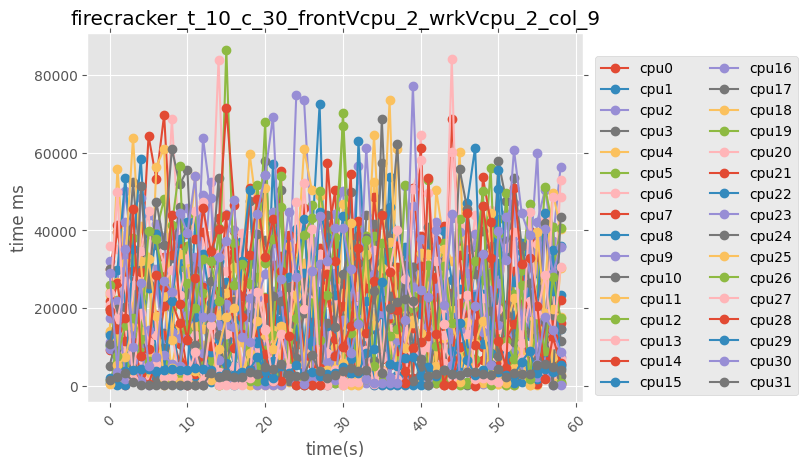 firecracker_t_10_c_30_frontVcpu_2_wrkVcpu_2_col_9
time ms
80000
60000
40000
20000
0
0
10
20
30
40
50
60
time(s)
cpu0
cpu1
cpu2
cpu3
cpu4
cpu5
cpu6
cpu7
cpu8
cpu9
cpu10
cpu11
cpu12
cpu13
cpu14
cpu15
cpu16
cpu17
cpu18
cpu19
cpu20
cpu21
cpu22
cpu23
cpu24
cpu25
cpu26
cpu27
cpu28
cpu29
cpu30
cpu31